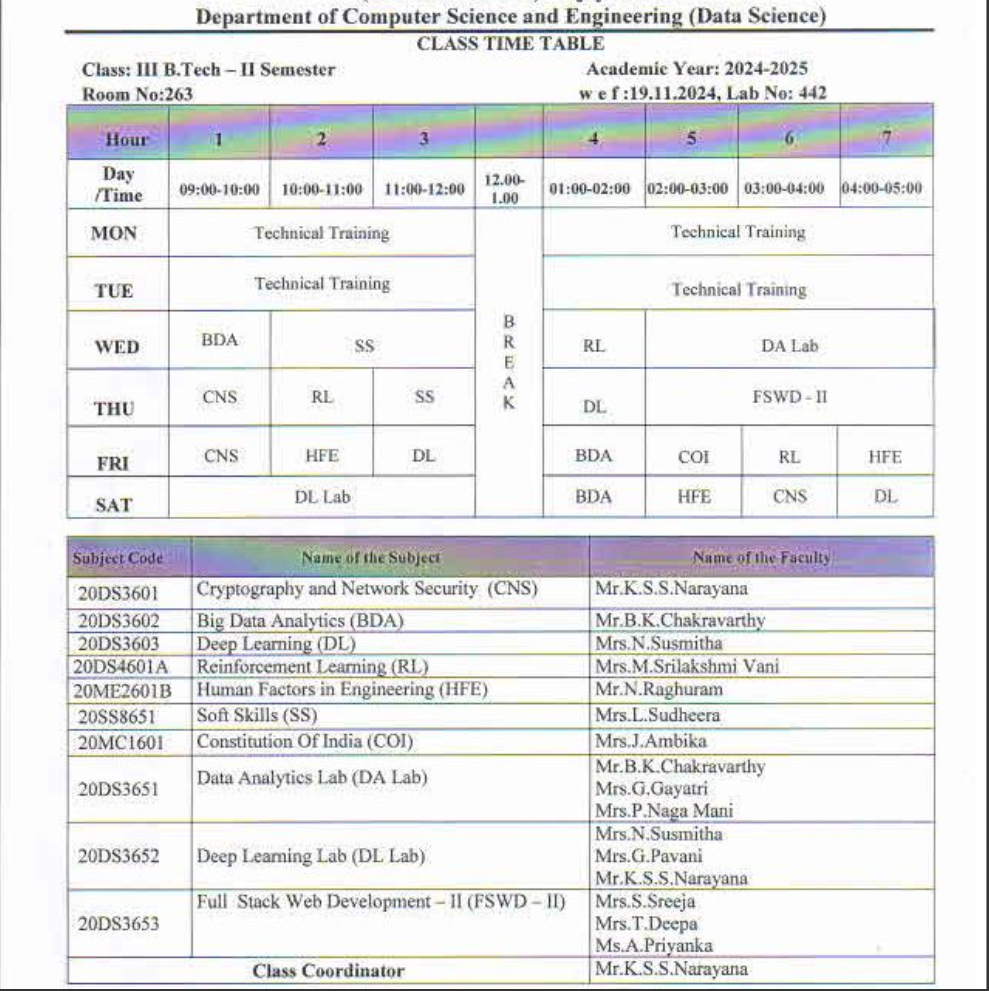 Department of Computer Science and Engineering (Data Science)
CLASS TIME TABLE
Class: III B.Tech – II Semester Academic Year: 2024-2025
Room No:263 w e f :19.11.2024, Lab No: 442
Hour 1 2 3 4 5 6 7
Day /Time 09:00-10:00 10:00-11:00 11:00-12:00 12.00-1.00 01:00-02:00 02:00-03:00 03:00-04:00 04:00-05:00
MON Technical Training Technical Training
TUE Technical Training Technical Training
BREAK
WED BDA SS RL DA Lab
THU CNS RL SS DL FSWD - II
FRI CNS HFE DL BDA COI RL HFE
SAT DL Lab BDA HFE CNS DL
Subject Code Name of the Subject Name of the Faculty
20DS3601 Cryptography and Network Security (CNS) Mr.K.S.S.Narayana
20DS3602 Big Data Analytics (BDA) Mr.B.K.Chakravarthy
20DS3603 Deep Learning (DL) Mrs.N.Susmitha
20DS4601A Reinforcement Learning (RL) Mrs.M.Srilakshmi Vani
20ME2601B Human Factors in Engineering (HFE) Mr.N.Raghuram
20SS8651 Soft Skills (SS) Mrs.L.Sudheera
20MC1601 Constitution Of India (COI) Mrs.J.Ambika
20DS3651 Data Analytics Lab (DA Lab) Mr.B.K.Chakravarthy
Mrs.G.Gayatri
Mrs.P.Naga Mani
20DS3652 Deep Learning Lab (DL Lab) Mrs.N.Susmitha
Mrs.G.Pavani
Mr.K.S.S.Narayana
20DS3653 Full Stack Web Development – II (FSWD – II) Mrs.S.Sreeja
Mrs.T.Deepa
Ms.A.Priyanka
Class Coordinator Mr.K.S.S.Narayana